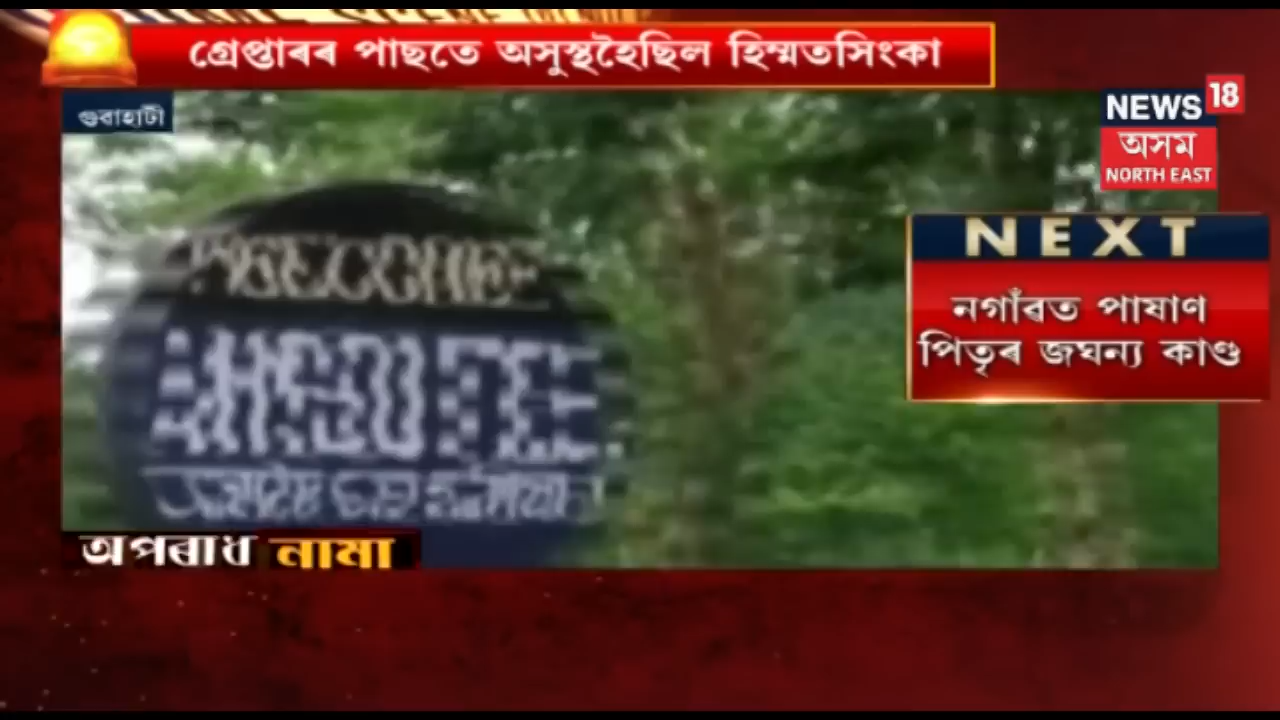 গ্ৰেপ্তাৰৰ পাছতে অসুস্থহৈছিল হিম্মতসিংকা
গুৱাহাটী
NEWS 18
অসম
NORTH EAST
NEXT
নগাঁৱত পাষাণ
পিতৃৰ জঘন্য কাণ্ড
অপৰাধ নামা